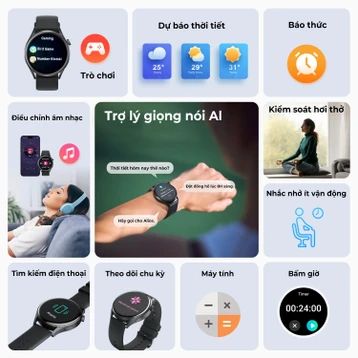 Trò chơi
Dự báo thời tiết
25°
29°
31°
Báo thức
Điều chỉnh âm nhạc
Trợ lý giọng nói AI
Thời tiết hôm nay thế nào?
Đặt đồng hồ lúc 8H sáng.
Hãy gọi cho Alice.
Kiểm soát hơi thở
Nhắc nhở ít vận động
Tìm kiếm điện thoại
Theo dõi chu kỳ
Máy tính
Bấm giờ
Timer
00:24:00